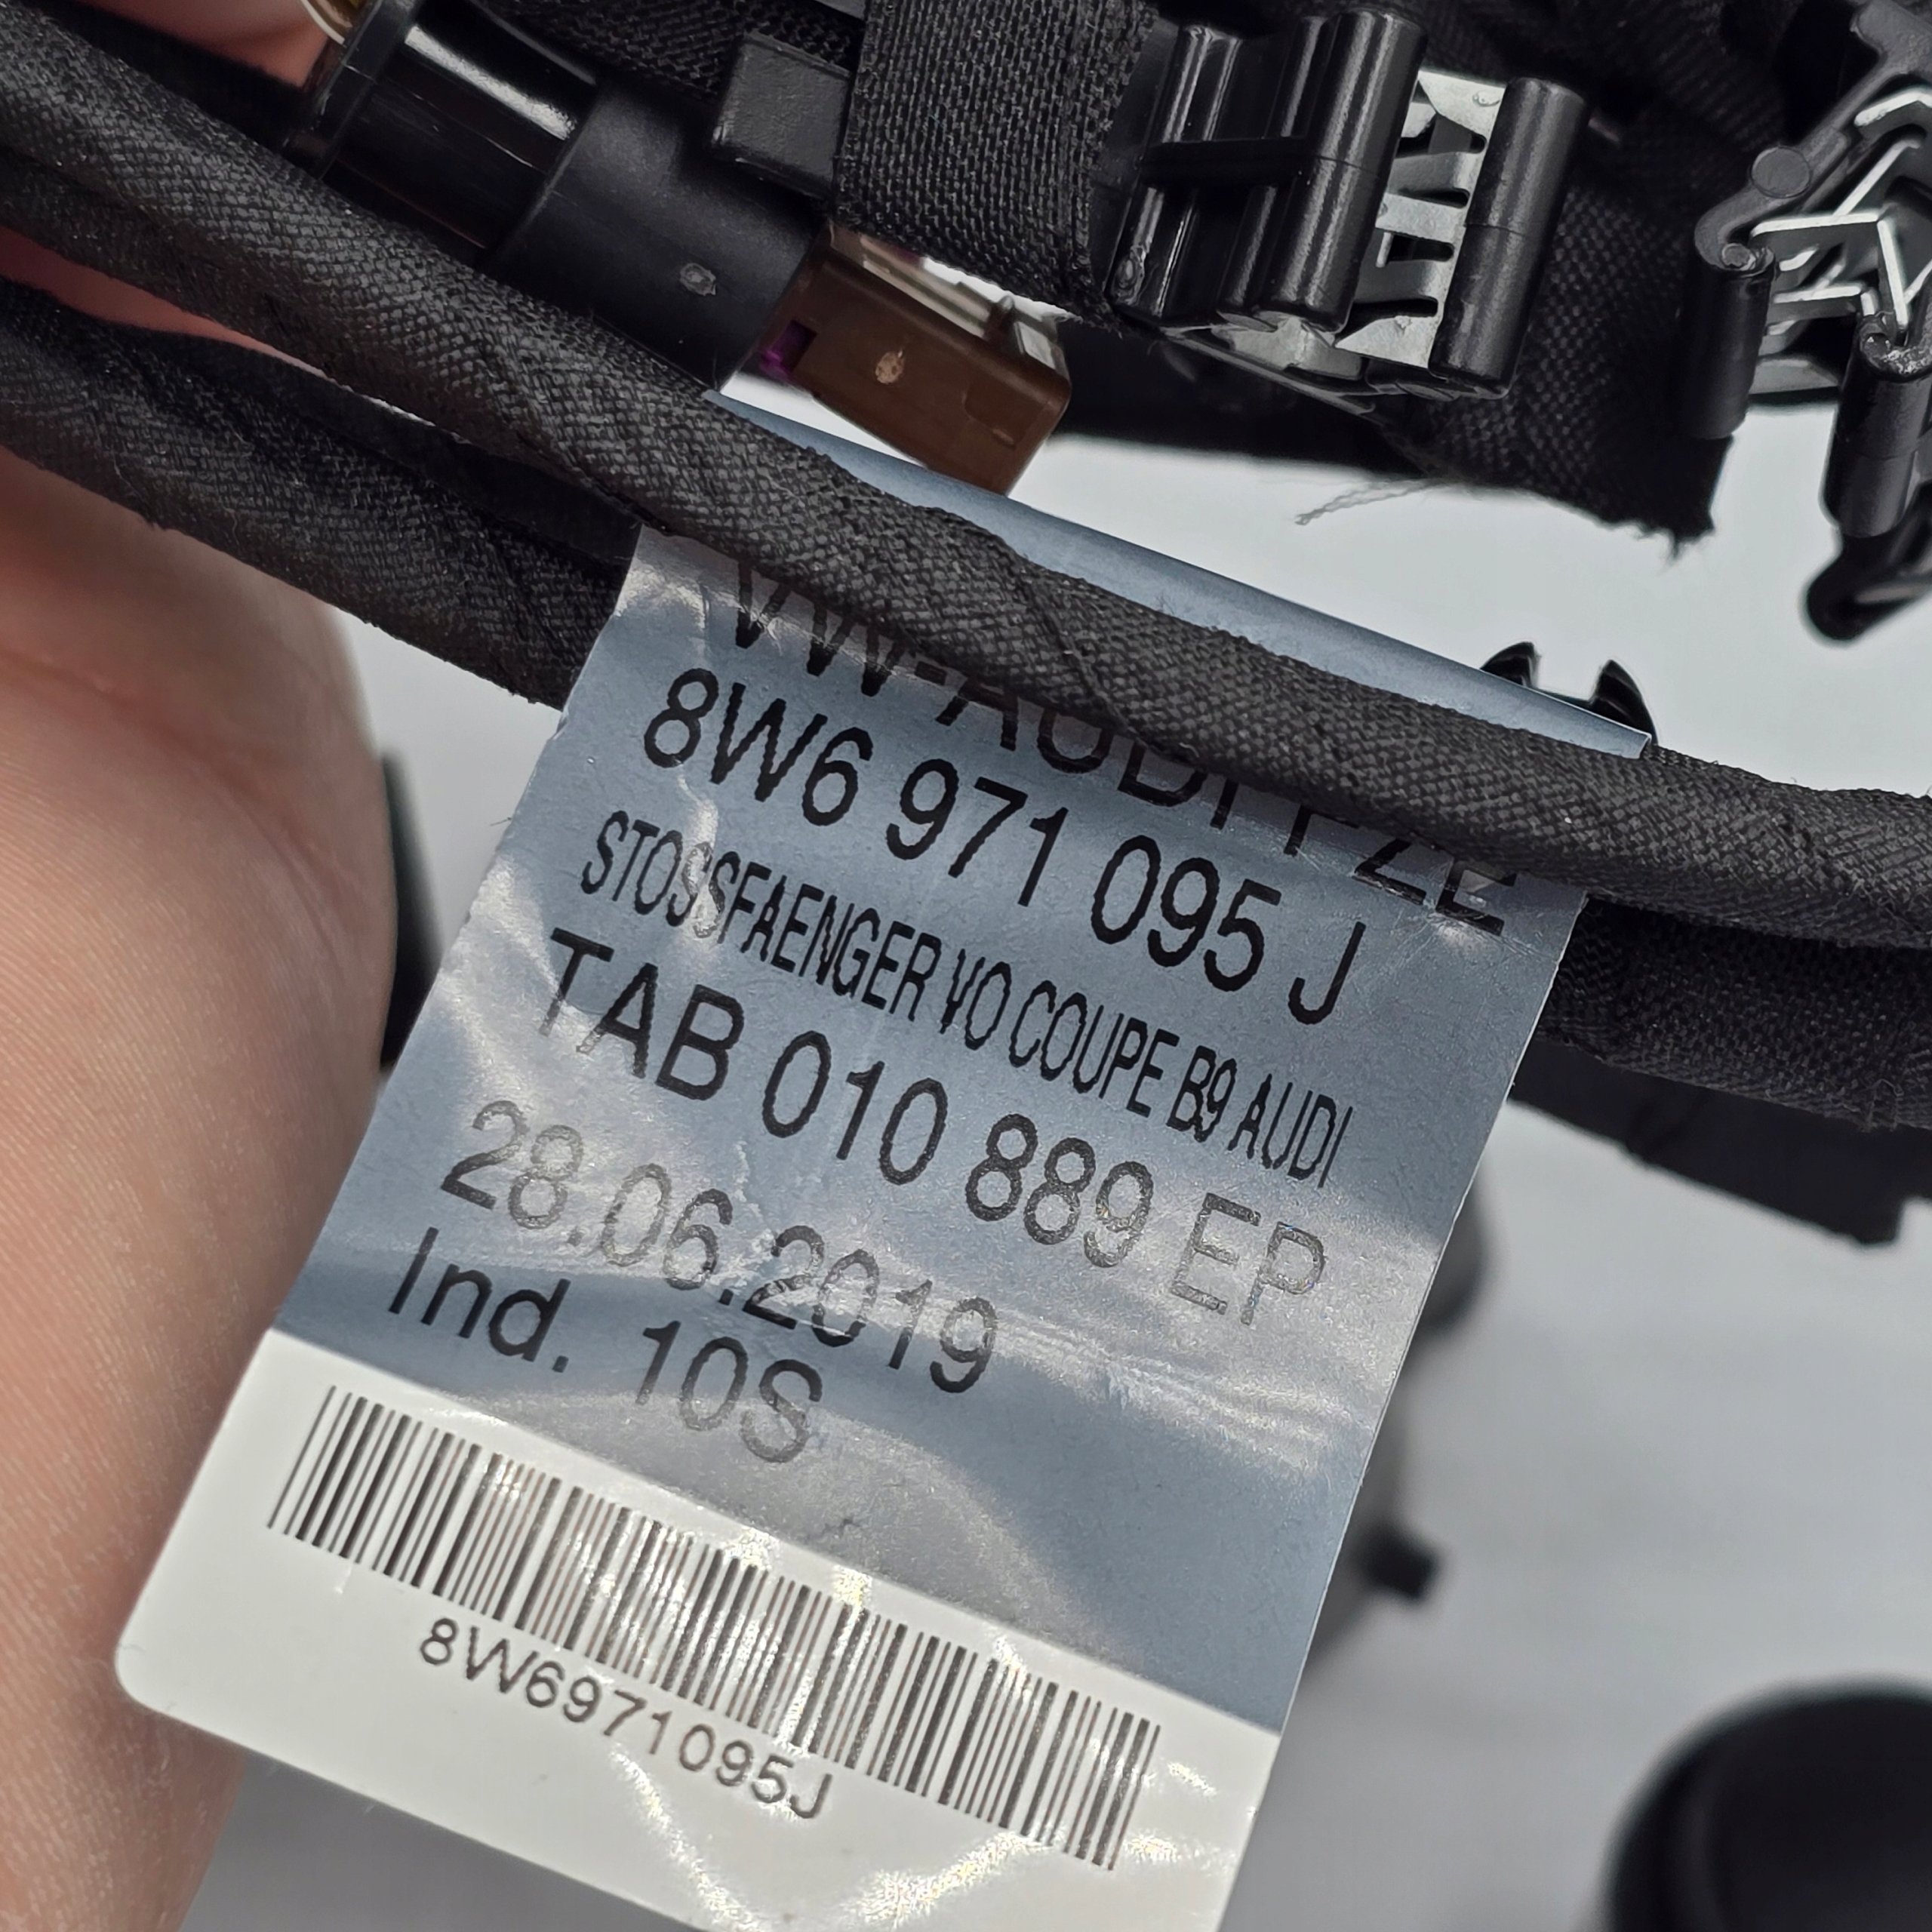 VW-AUDI FZE
8W6 971 095 J
STOSSFAENGER VO COUPE B9 AUDI
TAB 010 889 EP
28.06.2019
Ind. 10S
8W6971095J